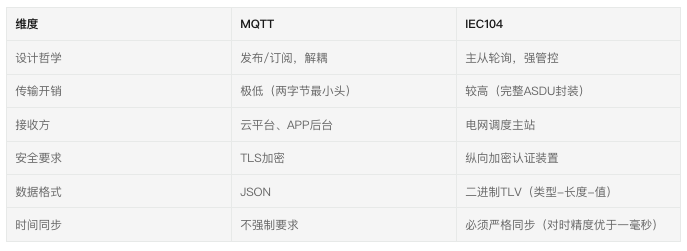 维度 MQTT IEC104
设计哲学 发布/订阅，解耦 主从轮询，强管控
传输开销 极低（两字节最小头） 较高（完整ASDU封装）
接收方 云平台、APP后台 电网调度主站
安全要求 TLS加密 纵向加密认证装置
数据格式 JSON 二进制TLV（类型–长度–值）
时间同步 不强制要求 必须严格同步（对时精度优于一毫秒）